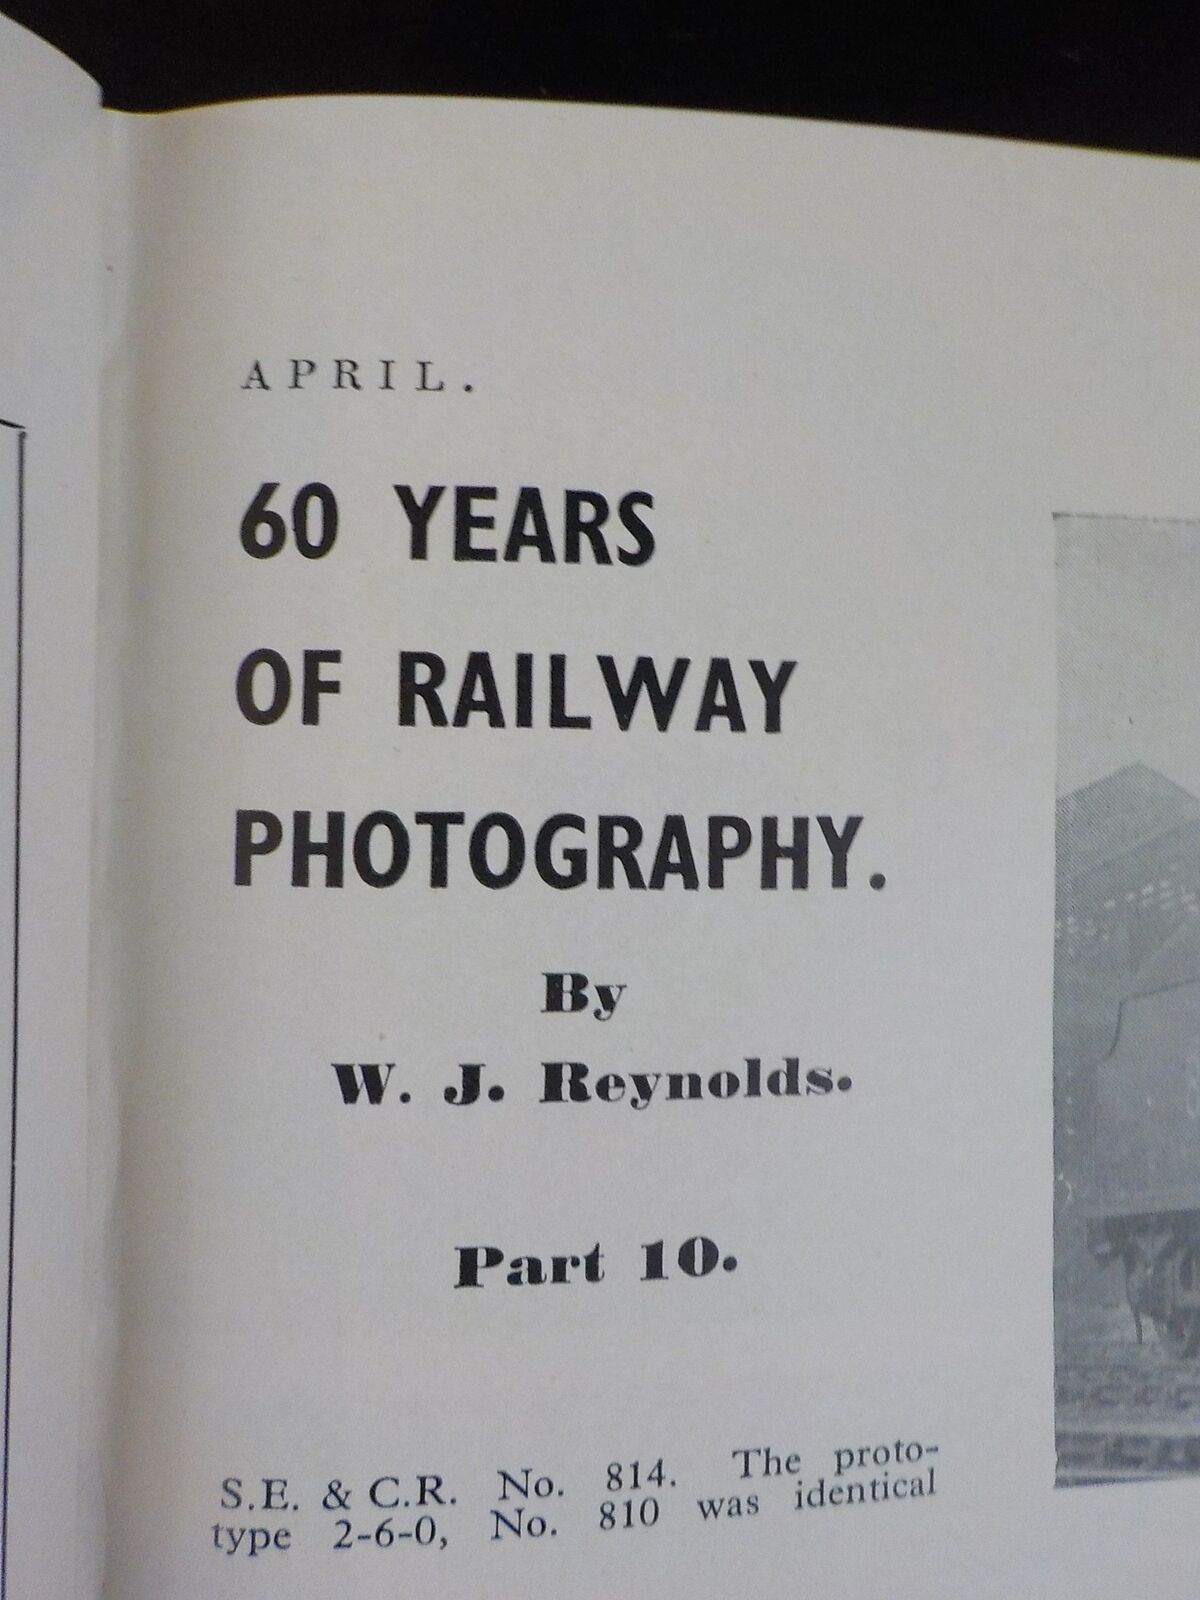 APRIL.
60 YEARS
OF RAILWAY
PHOTOGRAPHY.
By
W. J. Reynolds.
Part 10.
S.E. & C.R. No. 814. The proto-
type 2-6-0, No. 810 was identical